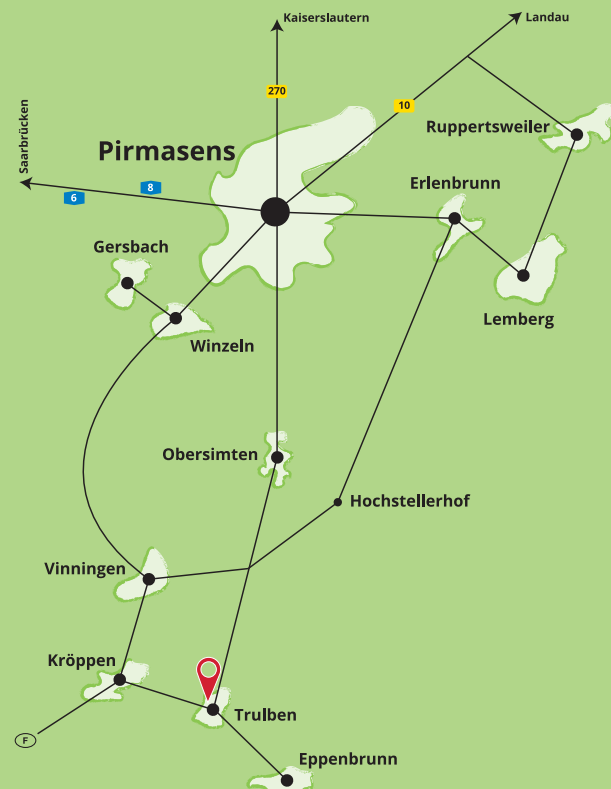 Kaiserslautern
Landau
270
10
Saarbrücken
Ruppertsweiler
Pirmasens
8
6
Erlenbrunn
Gersbach
Lemberg
Winzeln
Obersimten
Hochstellerhof
Vinningen
Kröppen
Trulben
F
Eppenbrunn